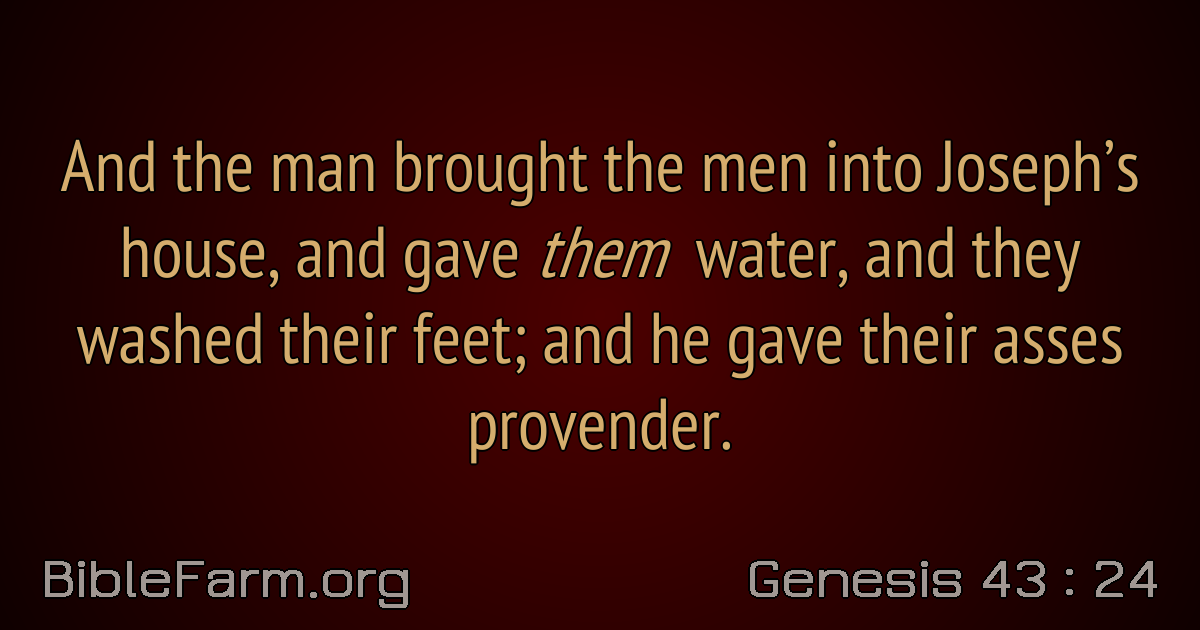 And the man brought the men into Joseph’s
house, and gave them water, and they
washed their feet; and he gave their asses
provender.
BibleFarm.org
Genesis 43 : 24